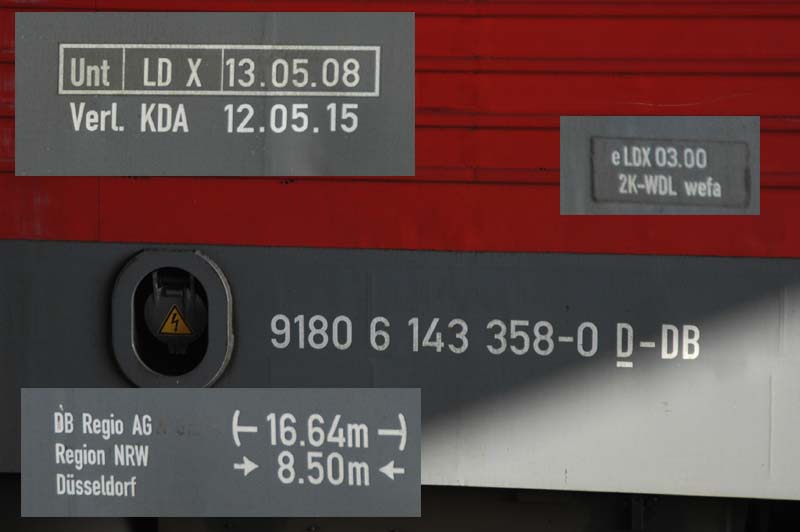 Unt LD X 13.05.08
Verl. KDA 12.05.15
e LDX 03.00
2K-WDL wefa
9180 6 143 358-0 D-DB
DB Regio AG
Region NRW
Düsseldorf
16.64m
8.50m